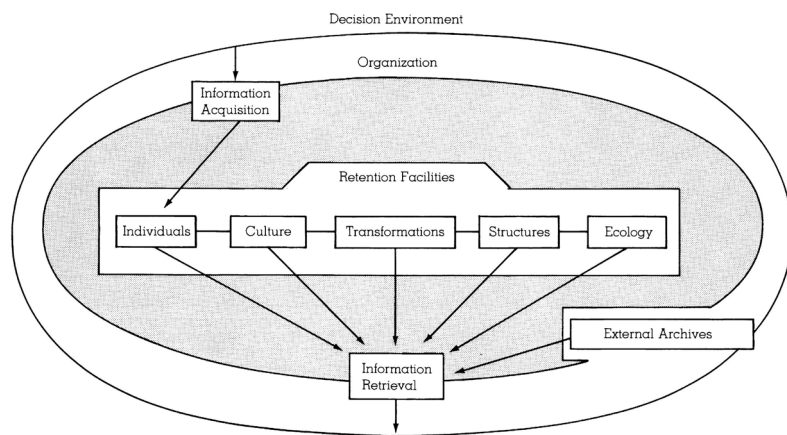 Decision Environment
Organization
Information
Acquisition
Retention Facilities
Individuals
Culture
Transformations
Structures
Ecology
External Archives
Information
Retrieval